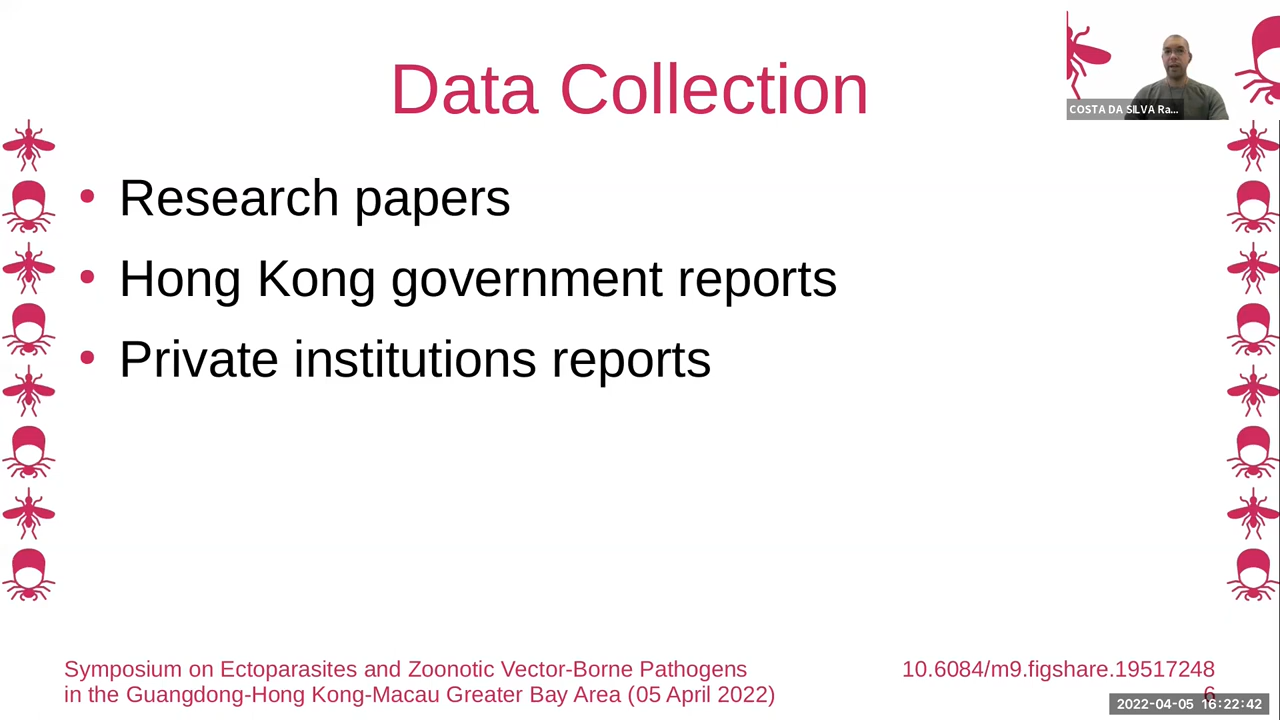 Data Collection
COSTA DA SILVA Ra...
• Research papers
• Hong Kong government reports
• Private institutions reports
Symposium on Ectoparasites and Zoonotic Vector-Borne Pathogens
in the Guangdong-Hong Kong-Macau Greater Bay Area (05 April 2022)
10.6084/m9.figshare.19517248
6
2022-04-05 16:22:42